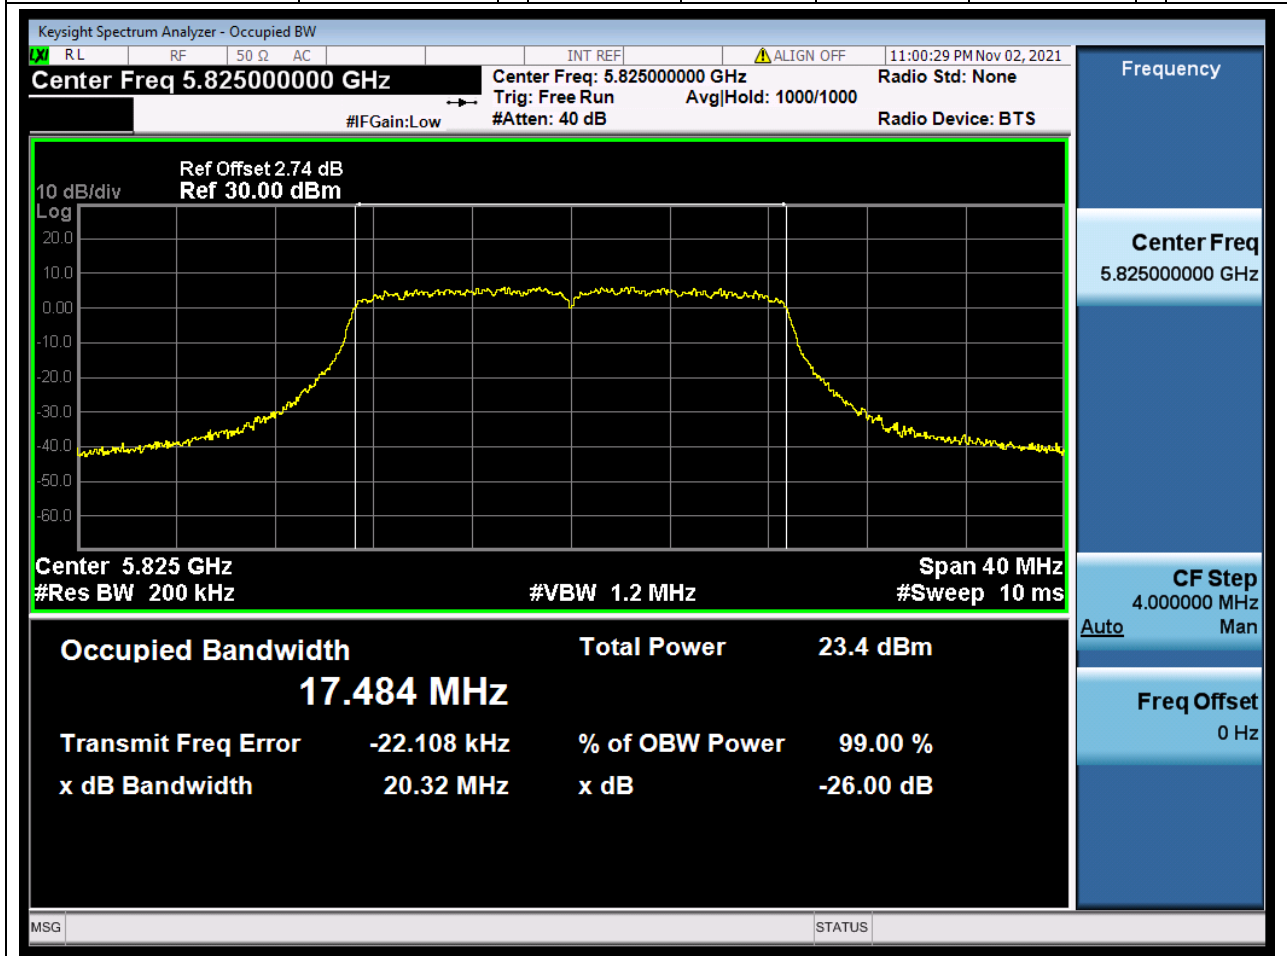 Keysight Spectrum Analyzer - Occupied BW
LXI RL RF 50 Ω AC INT REF ALIGN OFF 11:00:29 PM Nov 02, 2021
Center Freq 5.825000000 GHz
Center Freq: 5.825000000 GHz
Radio Std: None
Trig: Free Run Avg|Hold: 1000/1000
#IFGain:Low
#Atten: 40 dB
Radio Device: BTS
Ref Offset 2.74 dB
10 dB/div Ref 30.00 dBm
Log
20.0
10.0
0.00
-10.0
-20.0
-30.0
-40.0
-50.0
-60.0
Center 5.825 GHz Span 40 MHz
#Res BW 200 kHz #VBW 1.2 MHz #Sweep 10 ms
Occupied Bandwidth Total Power 23.4 dBm
17.484 MHz
Transmit Freq Error -22.108 kHz % of OBW Power 99.00 %
x dB Bandwidth 20.32 MHz x dB -26.00 dB
MSG STATUS
Frequency
Center Freq
5.825000000 GHz
CF Step
4.000000 MHz
Auto Man
Freq Offset
0 Hz